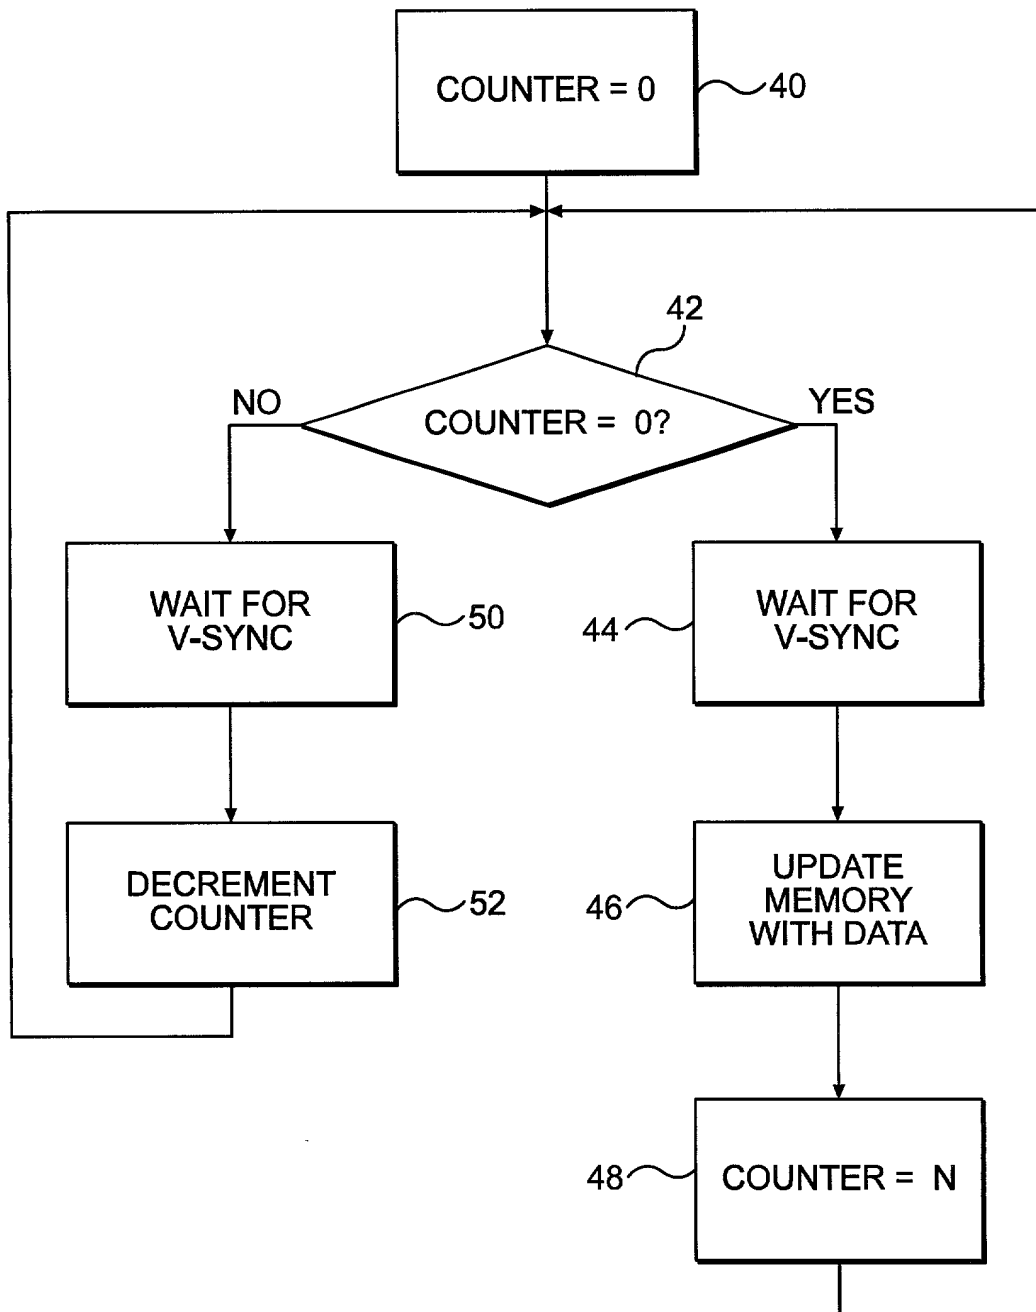 COUNTER = 0
40
42
NO
COUNTER = 0?
YES
WAIT FOR
V-SYNC
50
44
WAIT FOR
V-SYNC
DECREMENT
COUNTER
52
46
UPDATE
MEMORY
WITH DATA
48
COUNTER = N